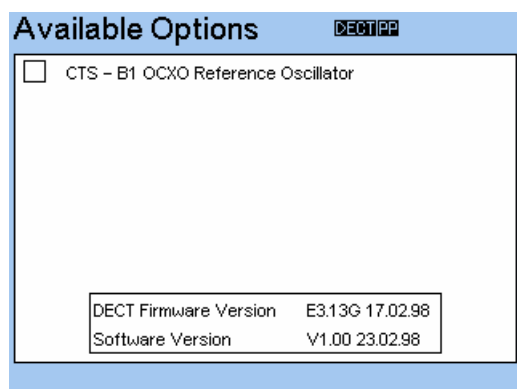 Available Options DECT PP
CTS – B1 OCXO Reference Oscillator
DECT Firmware Version E3.13G 17.02.98
Software Version V1.00 23.02.98